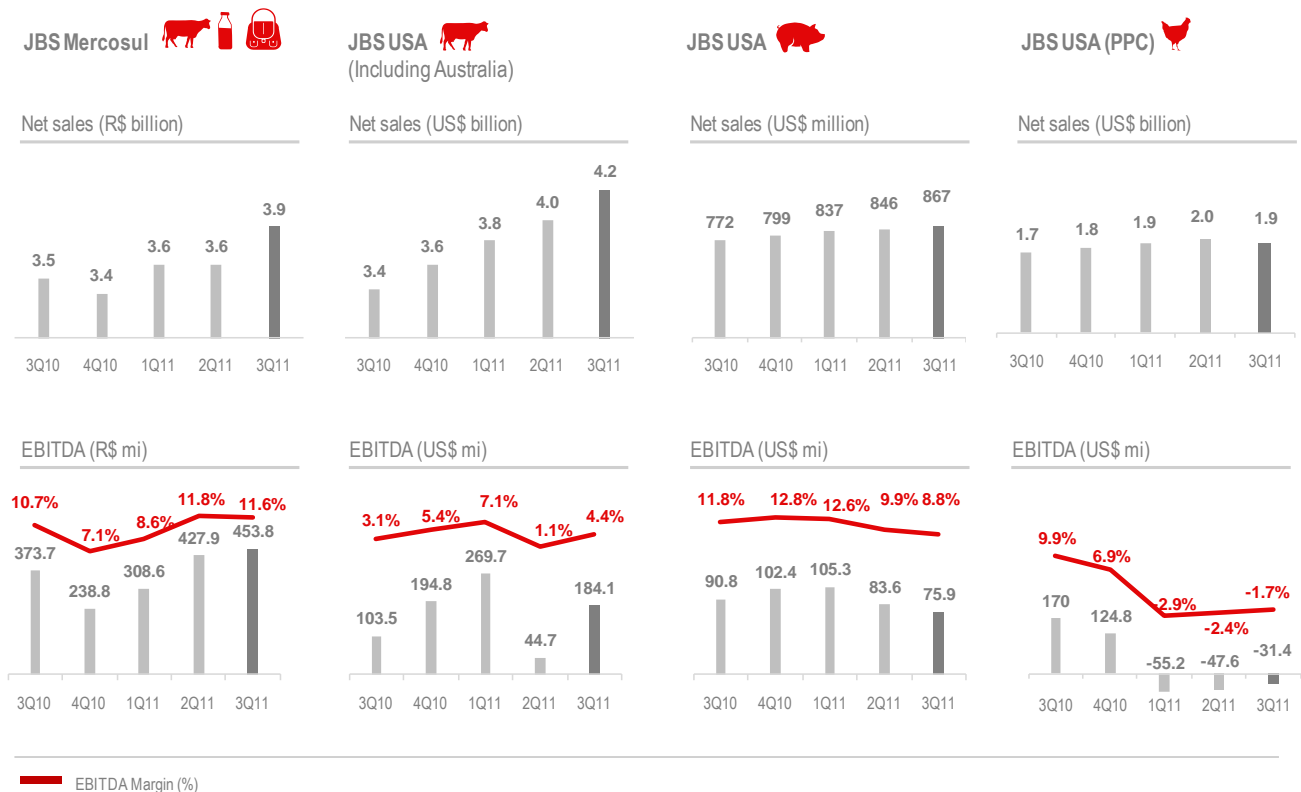 JBS Mercosul
JBS USA
(Including Australia)
JBS USA
JBS USA (PPC)
Net sales (R$ billion)
Net sales (US$ billion)
Net sales (US$ million)
Net sales (US$ billion)
3.5
3.4
3.6
3.6
3.9
3Q10
4Q10
1Q11
2Q11
3Q11
3.4
3.6
3.8
4.0
4.2
3Q10
4Q10
1Q11
2Q11
3Q11
772
799
837
846
867
3Q10
4Q10
1Q11
2Q11
3Q11
1.7
1.8
1.9
2.0
1.9
3Q10
4Q10
1Q11
2Q11
3Q11
EBITDA (R$ mi)
EBITDA (US$ mi)
EBITDA (US$ mi)
EBITDA (US$ mi)
10.7%
7.1%
8.6%
11.8%
11.6%
373.7
238.8
308.6
427.9
453.8
3Q10
4Q10
1Q11
2Q11
3Q11
3.1%
5.4%
7.1%
1.1%
4.4%
103.5
194.8
269.7
44.7
184.1
3Q10
4Q10
1Q11
2Q11
3Q11
11.8%
12.8%
12.6%
9.9%
8.8%
90.8
102.4
105.3
83.6
75.9
3Q10
4Q10
1Q11
2Q11
3Q11
9.9%
6.9%
-2.9%
-2.4%
-1.7%
170
124.8
-55.2
-47.6
-31.4
3Q10
4Q10
1Q11
2Q11
3Q11
EBITDA Margin (%)